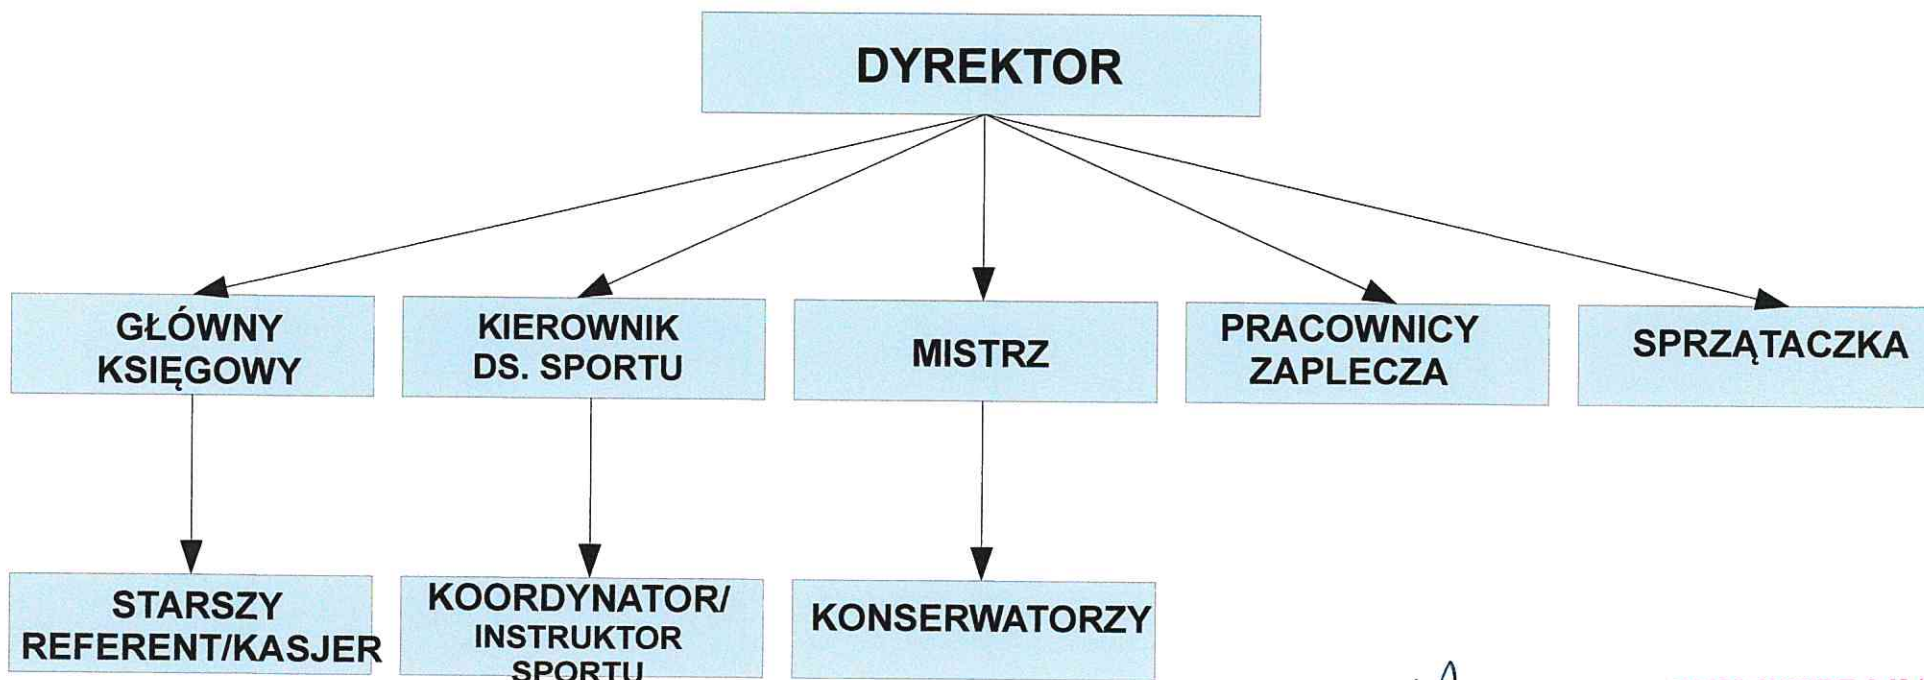 DYREKTOR
GŁÓWNY
KSIĘGOWY
KIEROWNIK
DS. SPORTU
MISTRZ
PRACOWNICY
ZAPLECZA
SPRZĄTACZKA
STARSZY
REFERENT/KASJER
KOORDYNATOR/
INSTRUKTOR
SPORTU
KONSERWATORZY